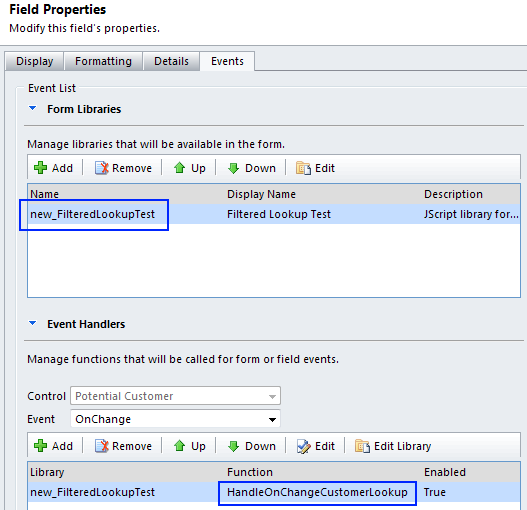 Field Properties
Modify this field's properties.
Display Formatting Details Events
Event List
Form Libraries
Manage libraries that will be available in the form.
Add Remove Up Down Edit
Name Display Name Description
new_FilteredLookupTest Filtered Lookup Test JScript library for...
Event Handlers
Manage functions that will be called for form or field events.
Control Potential Customer
Event OnChange
Add Remove Up Down Edit Edit Library
Library Function Enabled
new_FilteredLookupTest HandleOnChangeCustomerLookup True